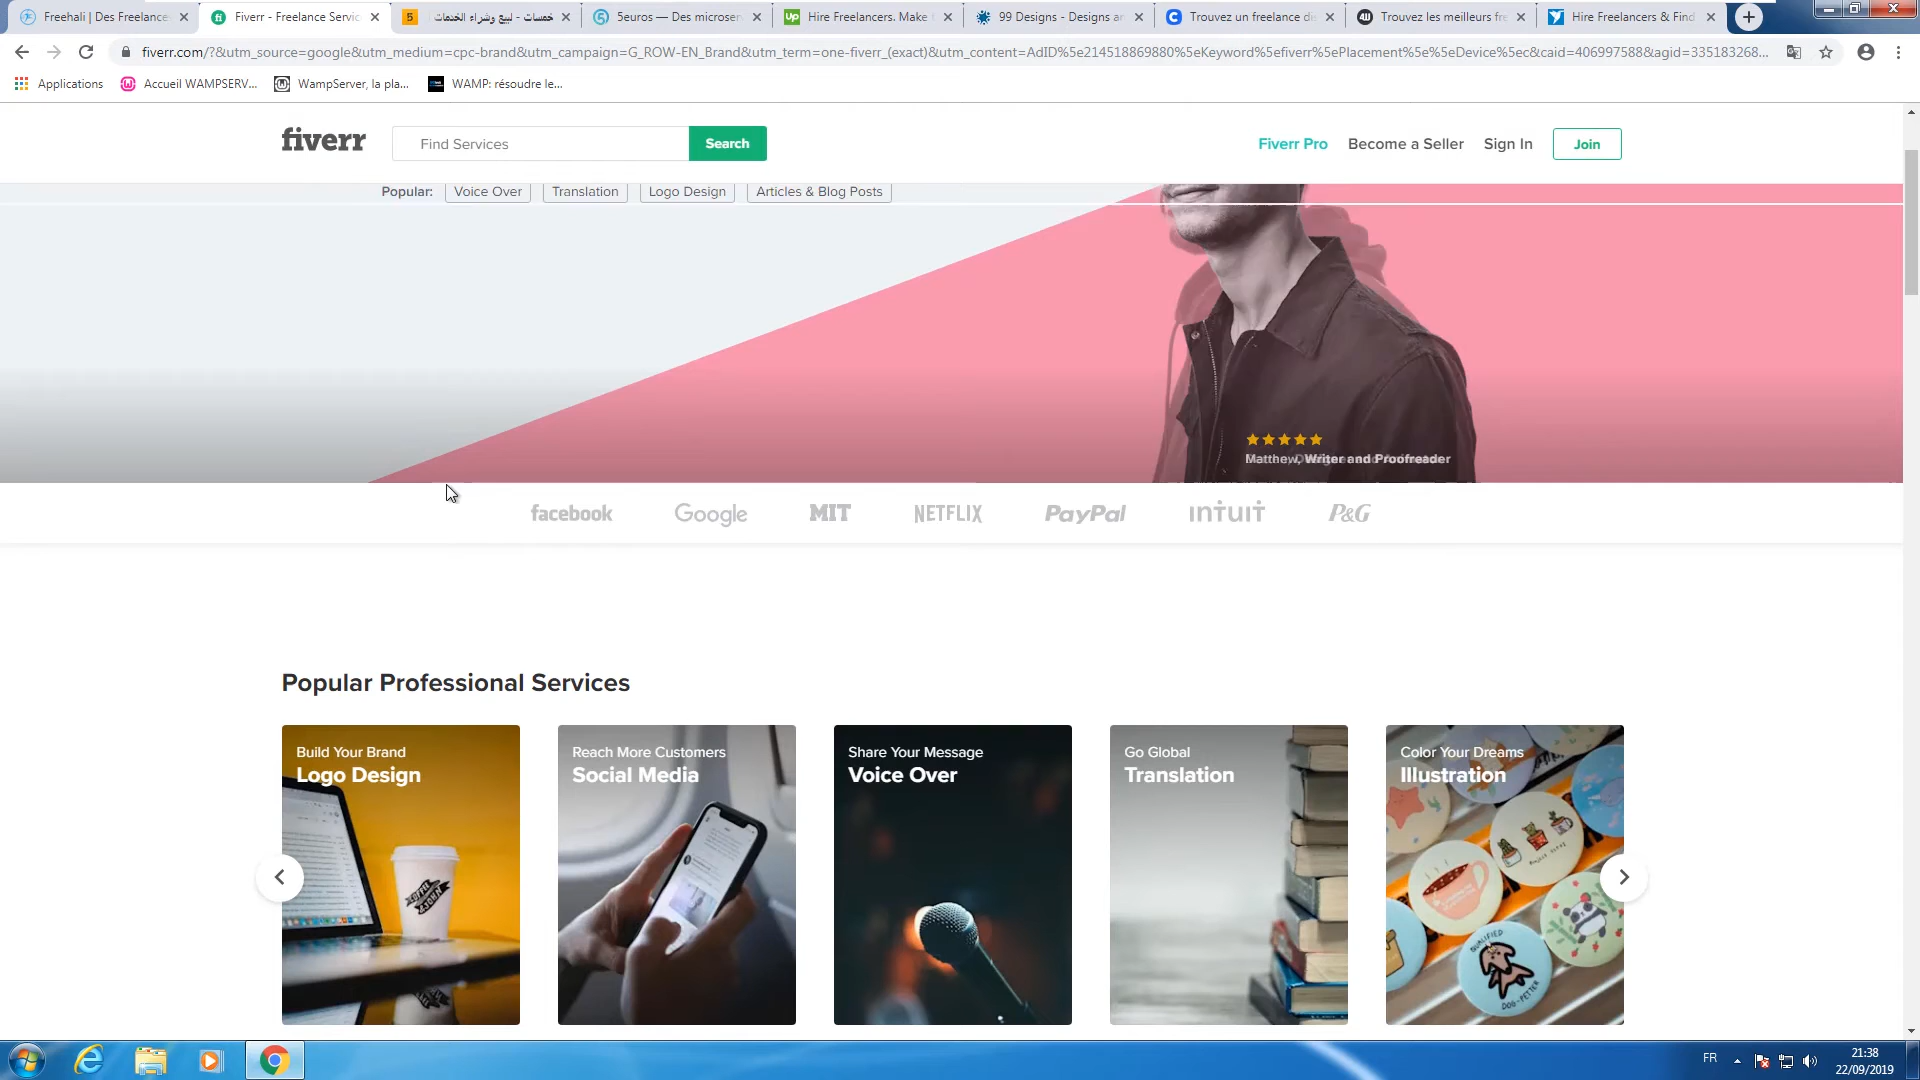 Freehali | Des Freelance
Fiverr - Freelance Servic
خمسات - لبيع وشراء الخدمات
5euros — Des microser
Hire Freelancers. Make
99 Designs - Designs an
Trouvez un freelance di
Trouvez les meilleurs fre
Hire Freelancers & Find
fiverr.com/?&utm_source=google&utm_medium=cpc-brand&utm_campaign=G_ROW-EN_Brand&utm_term=one-fiverr_(exact)&utm_content=AdID%5e214518869880%5eKeyword%5efiverr%5ePlacement%5e%5eDevice%5ec&caid=406997588&agid=335183268...
Applications
Accueil WAMPSERV...
WampServer, la pla...
WAMP: résoudre le...
fiverr
Find Services
Search
Fiverr Pro
Become a Seller
Sign In
Join
Popular:
Voice Over
Translation
Logo Design
Articles & Blog Posts
Matthew, Writer and Proofreader
facebook
Google
MIT
NETFLIX
PayPal
intuit
P&G
Popular Professional Services
Build Your Brand
Logo Design
Reach More Customers
Social Media
Share Your Message
Voice Over
Go Global
Translation
Color Your Dreams
Illustration
QUALIFIED
DOG-PETTER
FR
21:38
22/09/2019